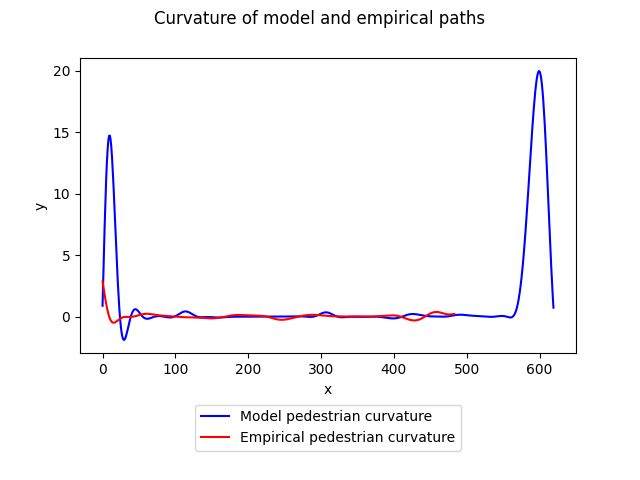 Curvature of model and empirical paths
20
15
10
5
0
y
0 100 200 300 400 500 600
x
Model pedestrian curvature
Empirical pedestrian curvature